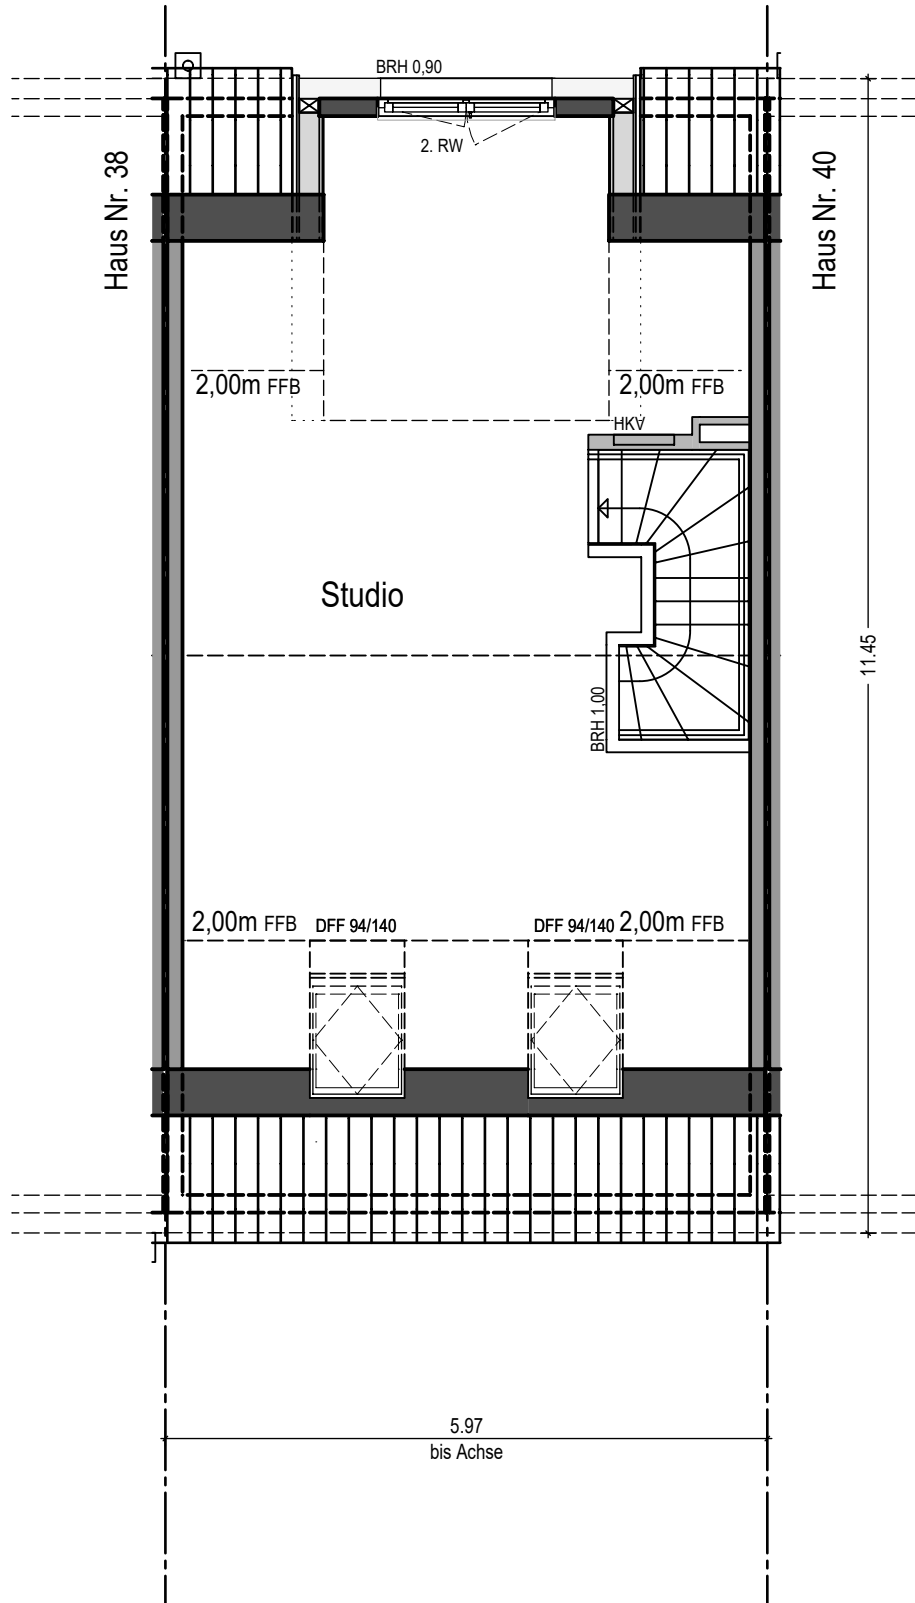 BRH 0,90
2. RW
Haus Nr. 38
Haus Nr. 40
2,00m FFB
2,00m FFB
HKV
Studio
11.45
BRH 1,00
2,00m FFB
DFF 94/140
DFF 94/140
2,00m FFB
5.97
bis Achse